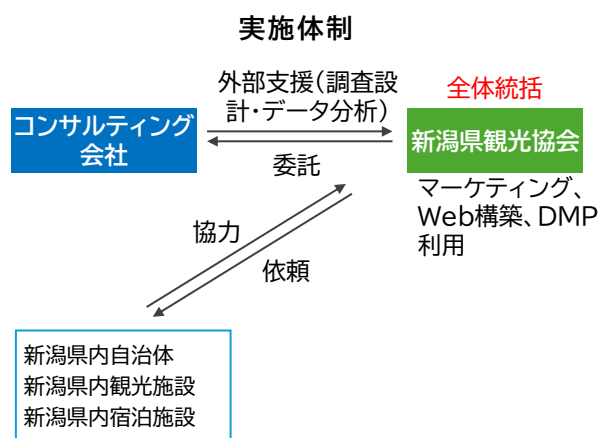 実施体制
外部支援(調査設
計・データ分析)
全体統括
コンサルティング
会社
新潟県観光協会
委託
マーケティング、
Web構築、DMP
利用
協力
依頼
新潟県内自治体
新潟県内観光施設
新潟県内宿泊施設